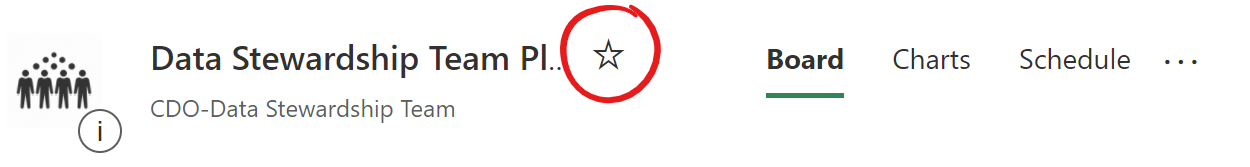 Data Stewardship Team Pl...
CDO-Data Stewardship Team
i
Board
Charts
Schedule
...